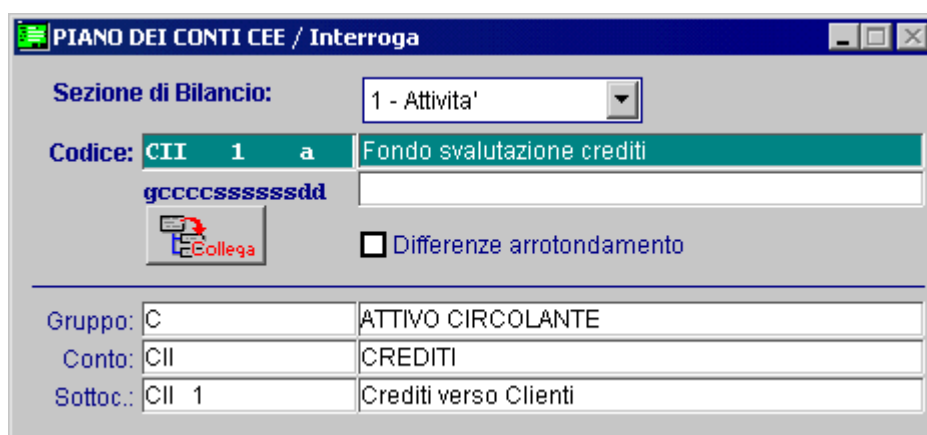 PIANO DEI CONTI CEE / Interroga
Sezione di Bilancio: 1 - Attivita'
Codice: CII 1 a Fondo svalutazione crediti
gccccssssssdd
Collega Differenze arrotondamento
Gruppo: C ATTIVO CIRCOLANTE
Conto: CII CREDITI
Sottoc.: CII 1 Crediti verso Clienti